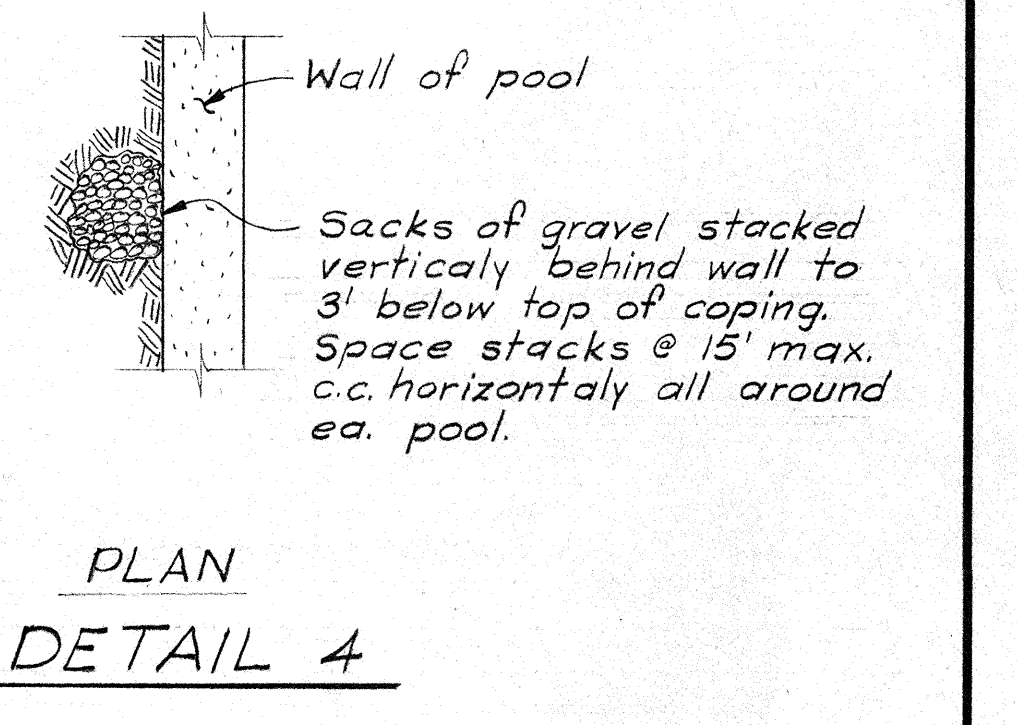 Wall of pool
Sacks of gravel stacked
verticaly behind wall to
3' below top of coping.
Space stacks @ 15' max.
c.c. horizontaly all around
ea. pool.
PLAN
DETAIL 4